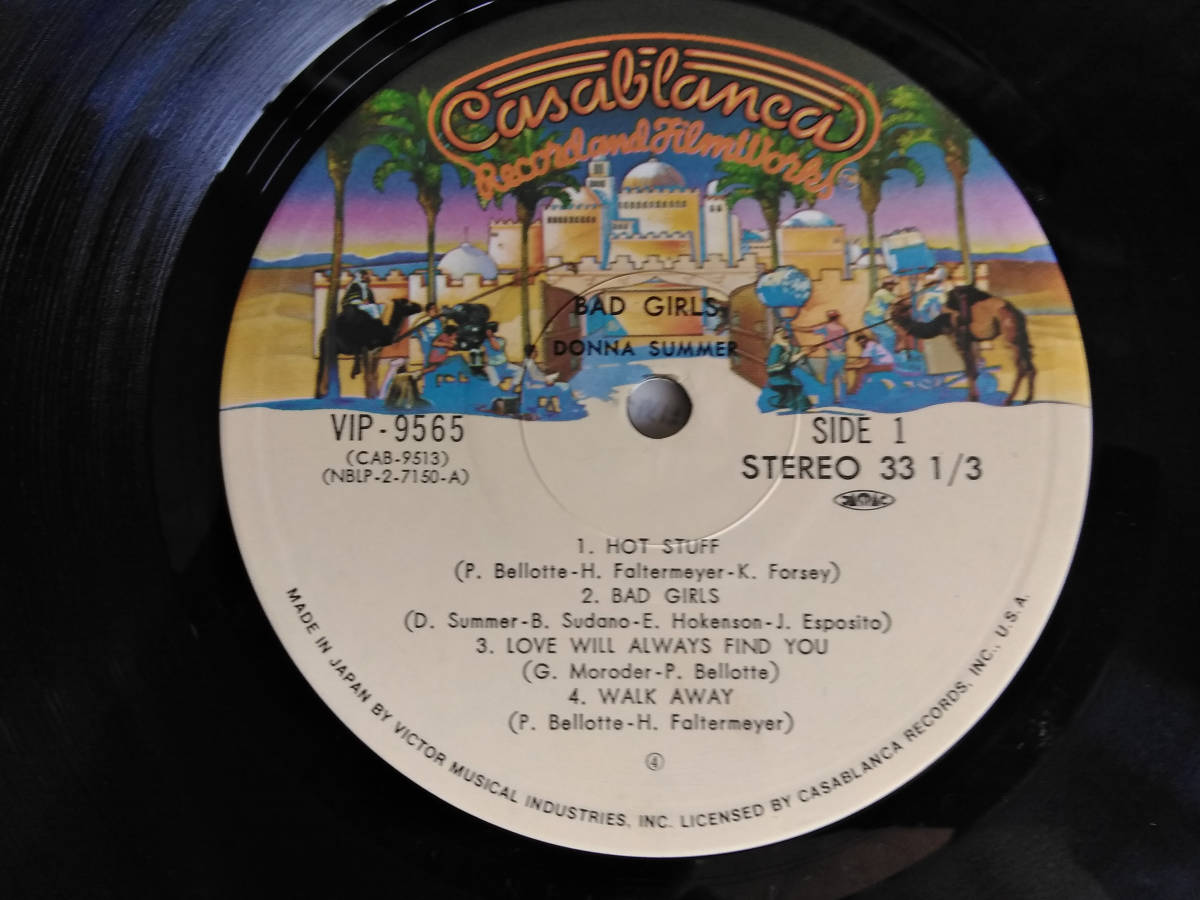 Casablanca
Record and FilmWorks
BAD GIRLS
DONNA SUMMER
VIP-9565
(CAB-9513)
(NBLP-2-7150-A)
SIDE 1
STEREO 33 1/3
1. HOT STUFF
(P. Bellotte-H. Faltermeyer-K. Forsey)
2. BAD GIRLS
(D. Summer-B. Sudano-E. Hokenson-J. Esposito)
3. LOVE WILL ALWAYS FIND YOU
(G. Moroder-P. Bellotte)
4. WALK AWAY
(P. Bellotte-H. Faltermeyer)
④
MADE IN JAPAN BY VICTOR MUSICAL INDUSTRIES, INC. LICENSED BY CASABLANCA RECORDS, INC., U.S.A.